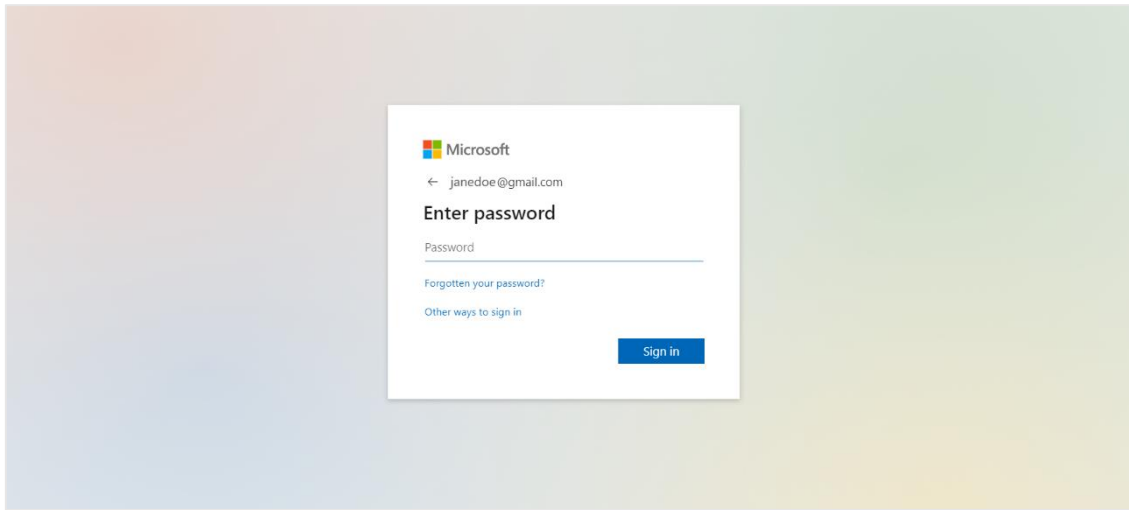 Microsoft
← janedoe@gmail.com
Enter password
Password
Forgotten your password?
Other ways to sign in
Sign in